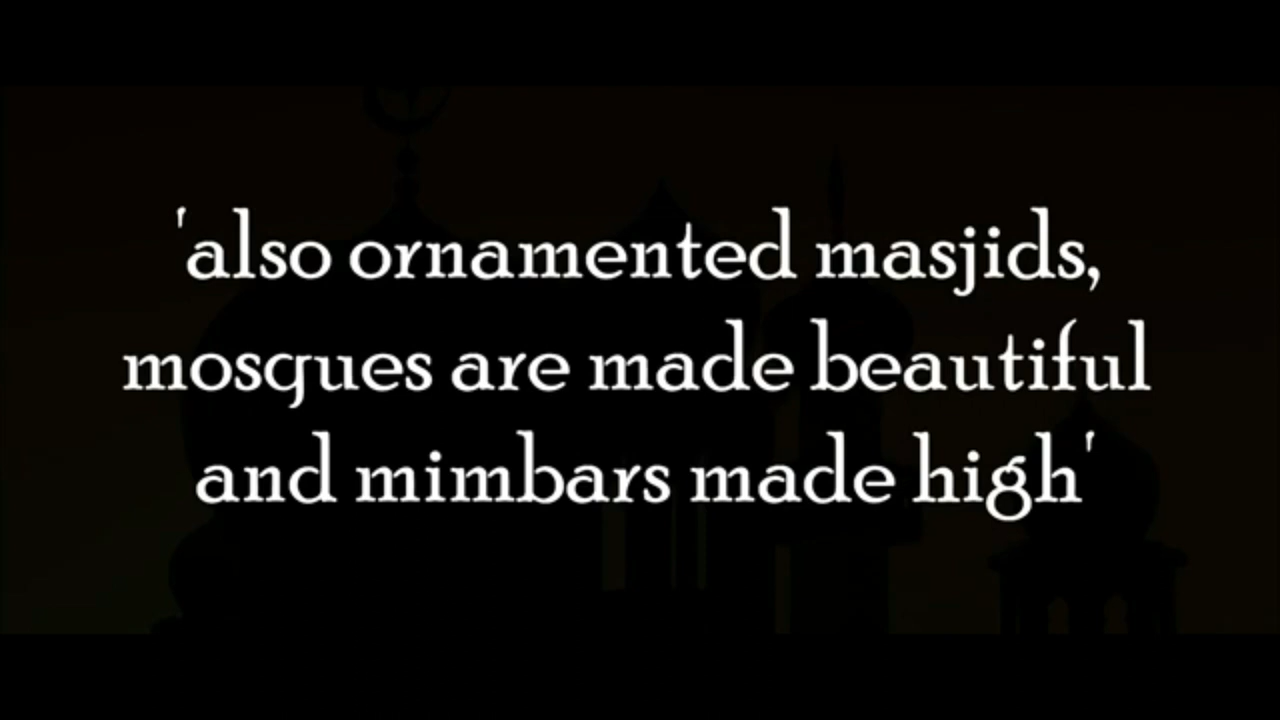 'also ornamented masjids,
mosques are made beautiful
and mimbars made high'